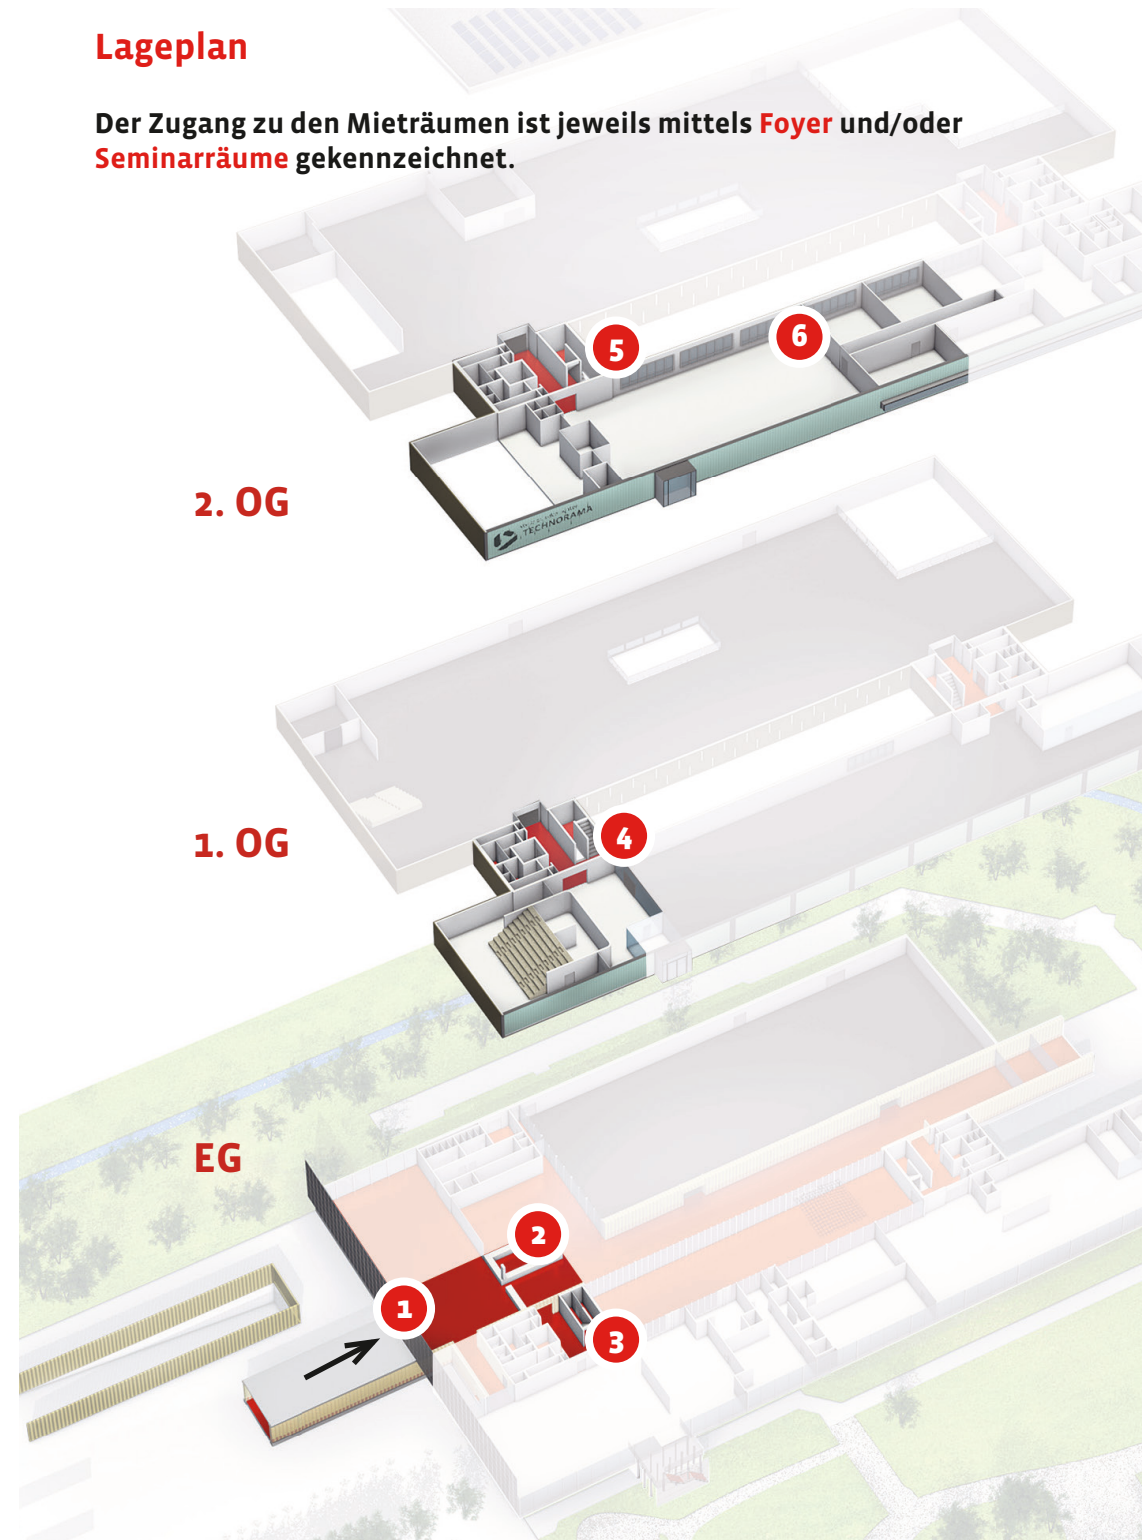 Lageplan
Der Zugang zu den Mieträumen ist jeweils mittels Foyer und/oder
Seminarräume gekennzeichnet.
5
6
2. OG
TECHNORAMA
4
1. OG
EG
2
1
3